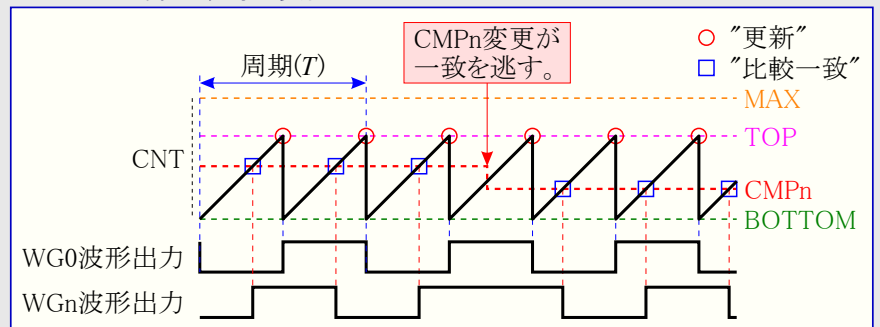 CMPn変更が
一致を逃す。
"更新"
"比較一致"
周期(T)
MAX
TOP
CNT
CMPn
BOTTOM
WG0波形出力
WGn波形出力